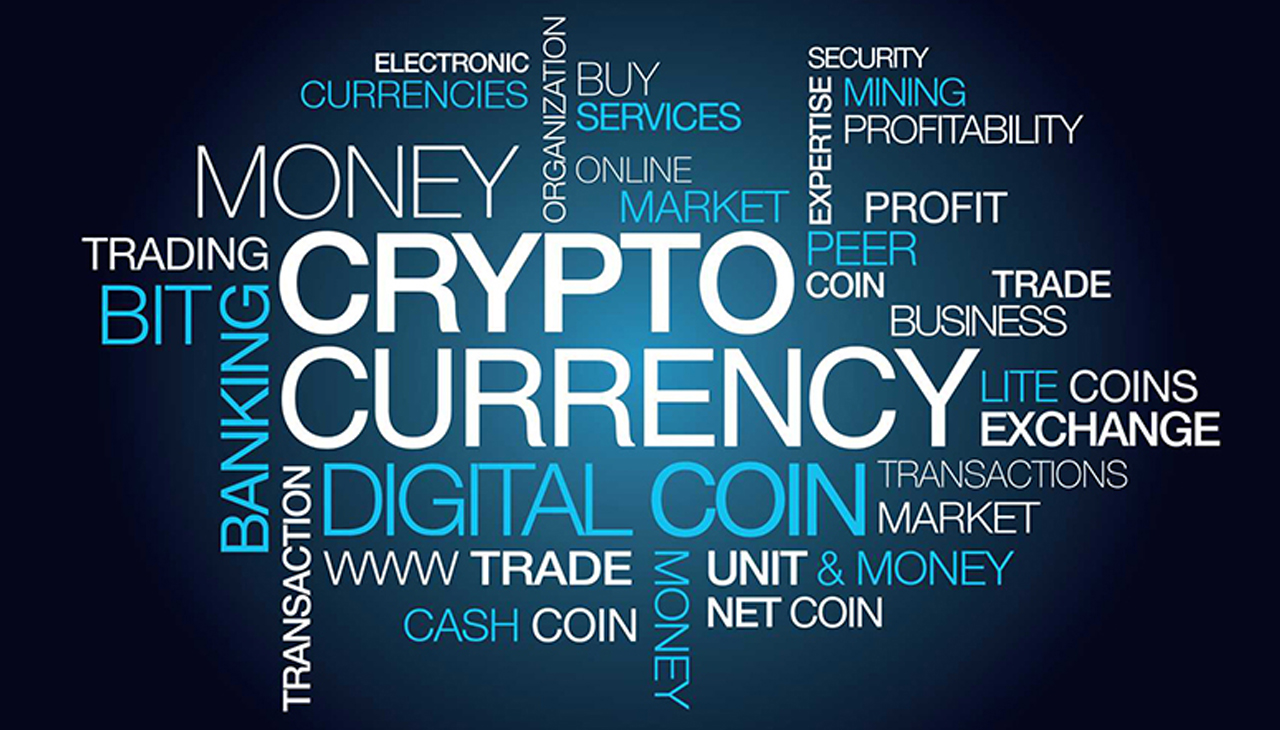 ELECTRONIC
CURRENCIES
ORGANIZATION
BUY
SERVICES
ONLINE
MARKET
SECURITY
EXPERTISE
MINING
PROFITABILITY
PROFIT
PEER
COIN
TRADE
BUSINESS
MONEY
TRADING
BIT
BANKING
CRYPTO
CURRENCY
LITE COINS
EXCHANGE
DIGITAL COIN
TRANSACTIONS
MARKET
TRANSACTION
WWW TRADE
CASH COIN
MONEY
UNIT & MONEY
NET COIN